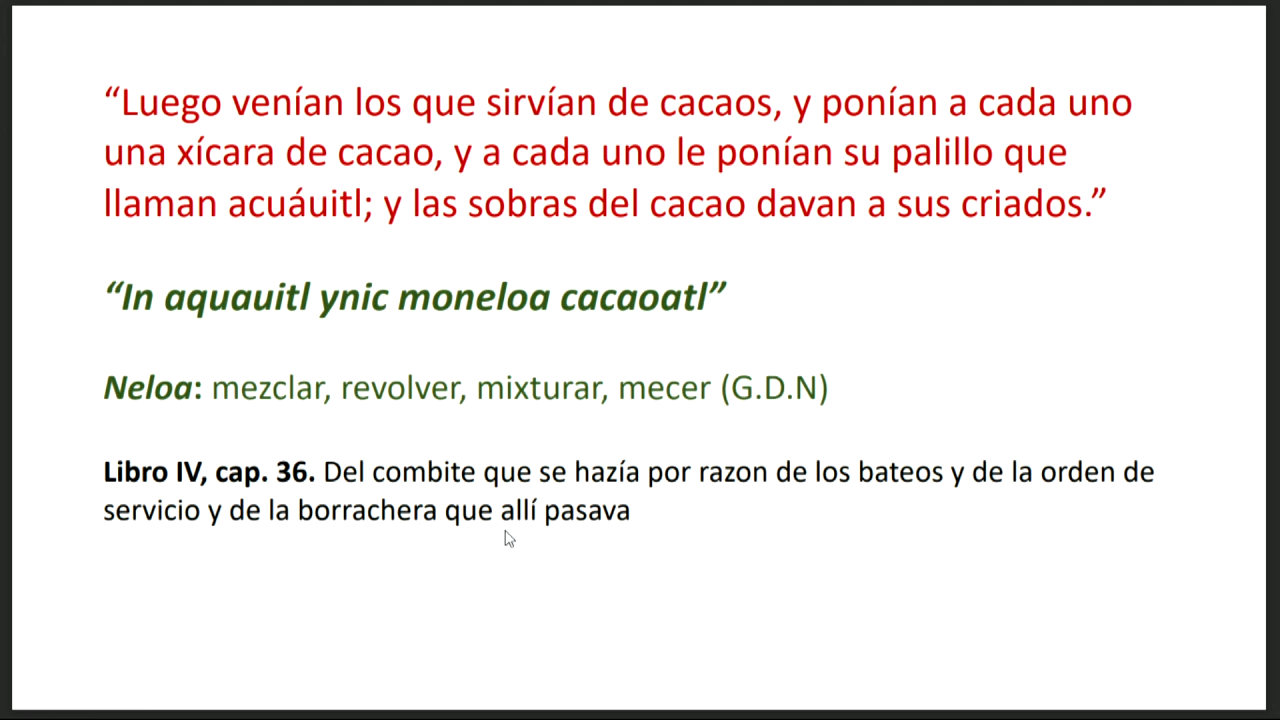 “Luego venían los que sirvían de cacaos, y ponían a cada uno
una xícara de cacao, y a cada uno le ponían su palillo que
llaman acuáuitl; y las sobras del cacao davan a sus criados.”
“In aquauitl ynic moneloa cacaoatl”
Neloa: mezclar, revolver, mixturar, mecer (G.D.N)
Libro IV, cap. 36. Del combite que se hazía por razon de los bateos y de la orden de
servicio y de la borrachera que allí pasava